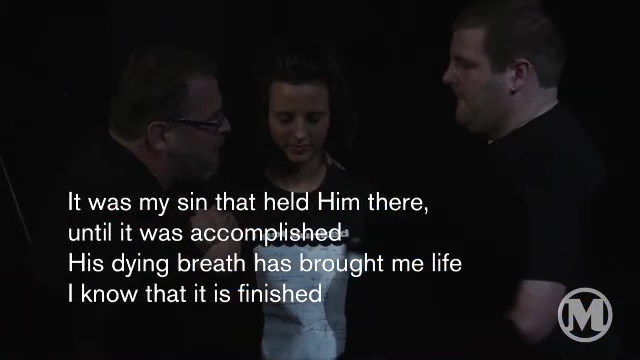 It was my sin that held Him there,
until it was accomplished
His dying breath has brought me life
I know that it is finished
M